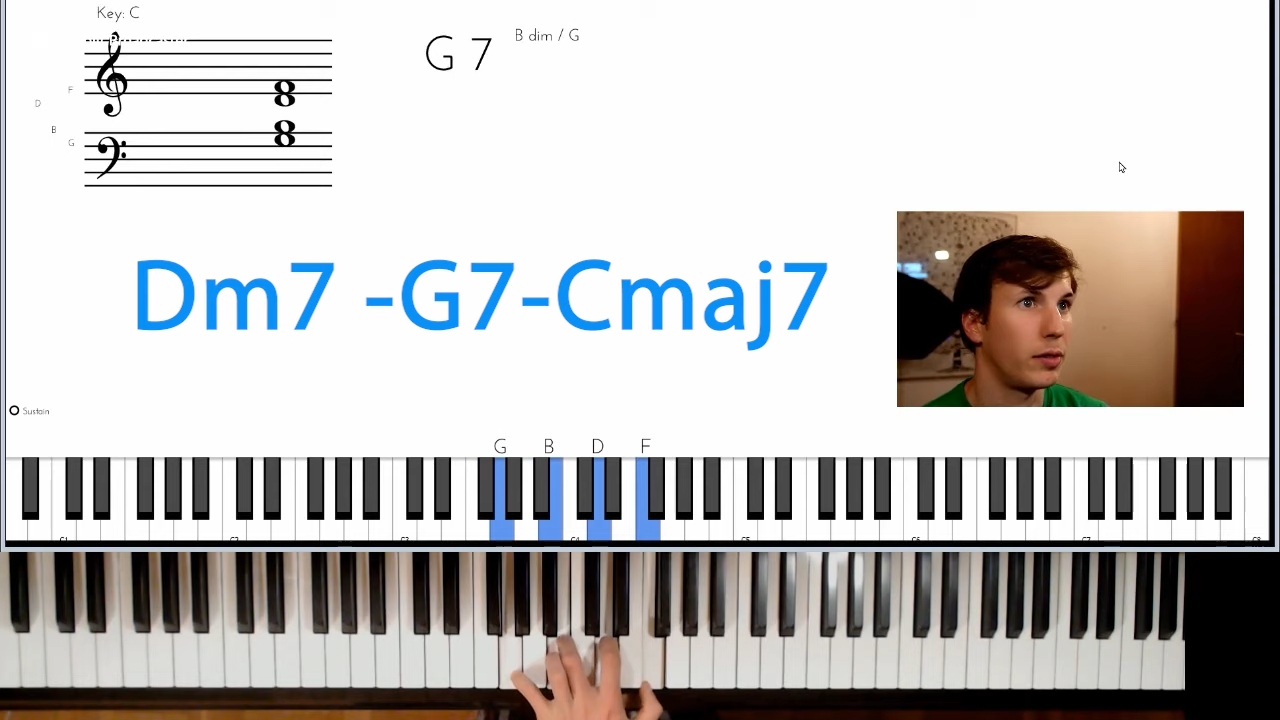 Key: C
G 7
B dim / G
F
D
B
G
Dm7 -G7-Cmaj7
Sustain
G B D F